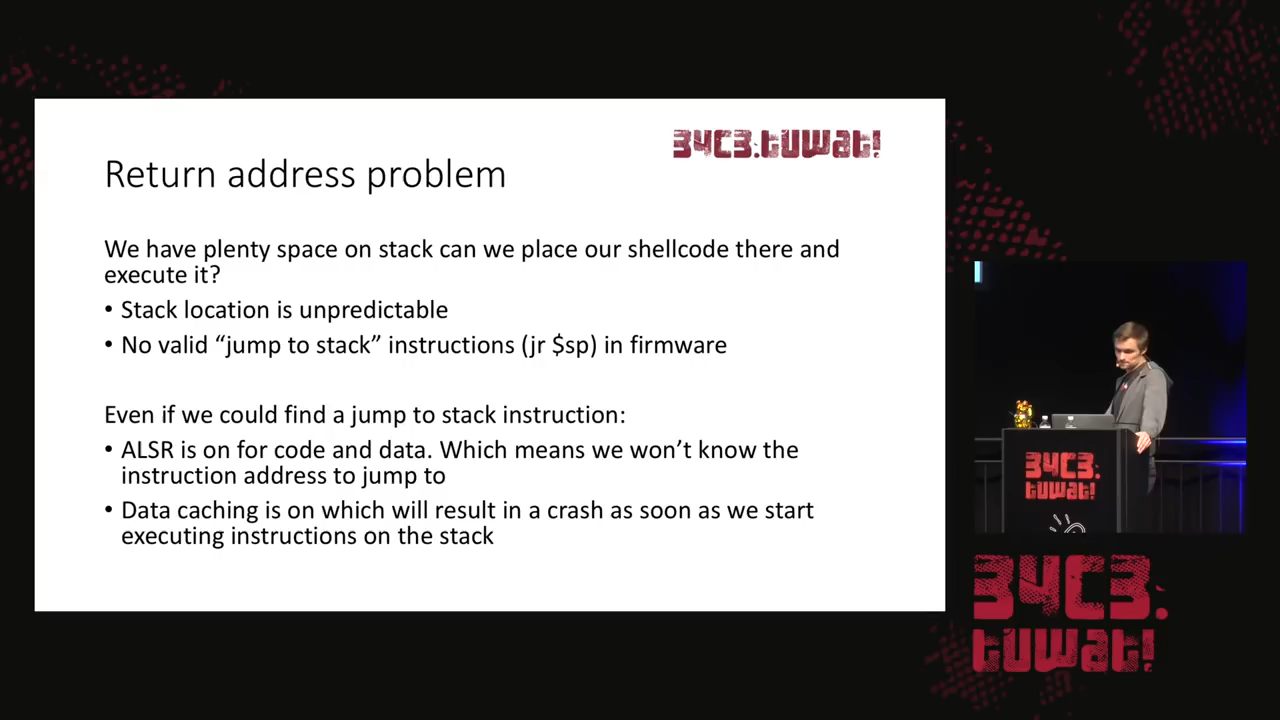 34C3.tuwat!
Return address problem
We have plenty space on stack can we place our shellcode there and
execute it?
• Stack location is unpredictable
• No valid “jump to stack” instructions (jr $sp) in firmware
Even if we could find a jump to stack instruction:
• ALSR is on for code and data. Which means we won’t know the
instruction address to jump to
• Data caching is on which will result in a crash as soon as we start
executing instructions on the stack
34C3.
tuwat!
34C3.
tuwat!